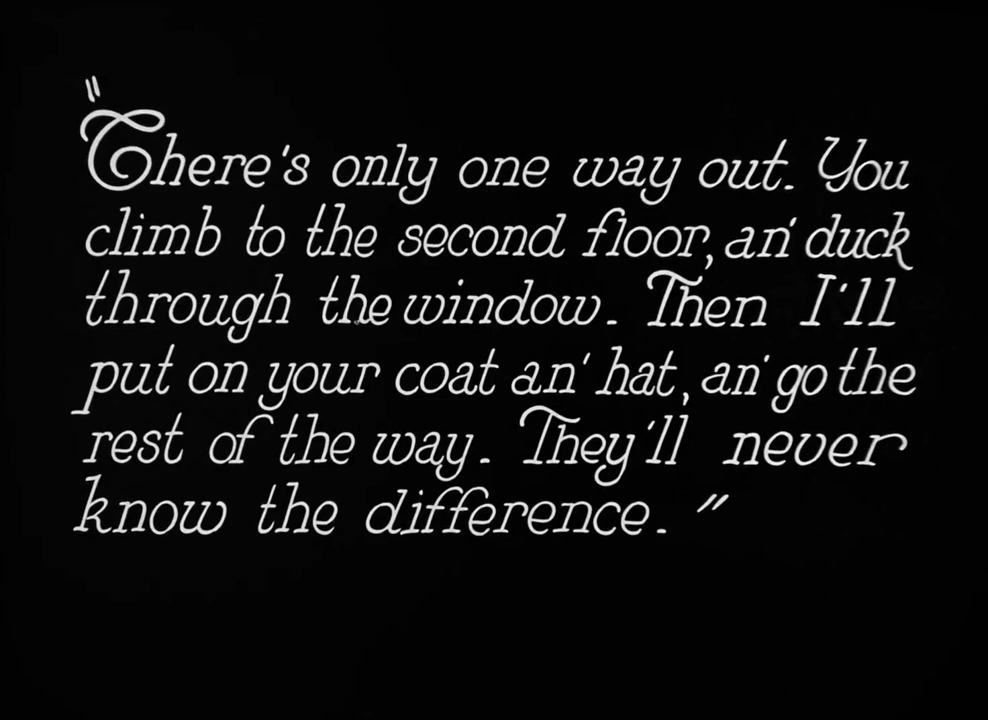 "There's only one way out. You
climb to the second floor, an' duck
through the window. Then I'll
put on your coat an' hat, an' go the
rest of the way. They'll never
know the difference."